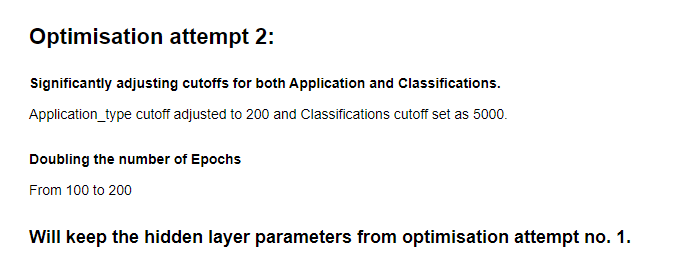 Optimisation attempt 2:
Significantly adjusting cutoffs for both Application and Classifications.
Application_type cutoff adjusted to 200 and Classifications cutoff set as 5000.
Doubling the number of Epochs
From 100 to 200
Will keep the hidden layer parameters from optimisation attempt no. 1.